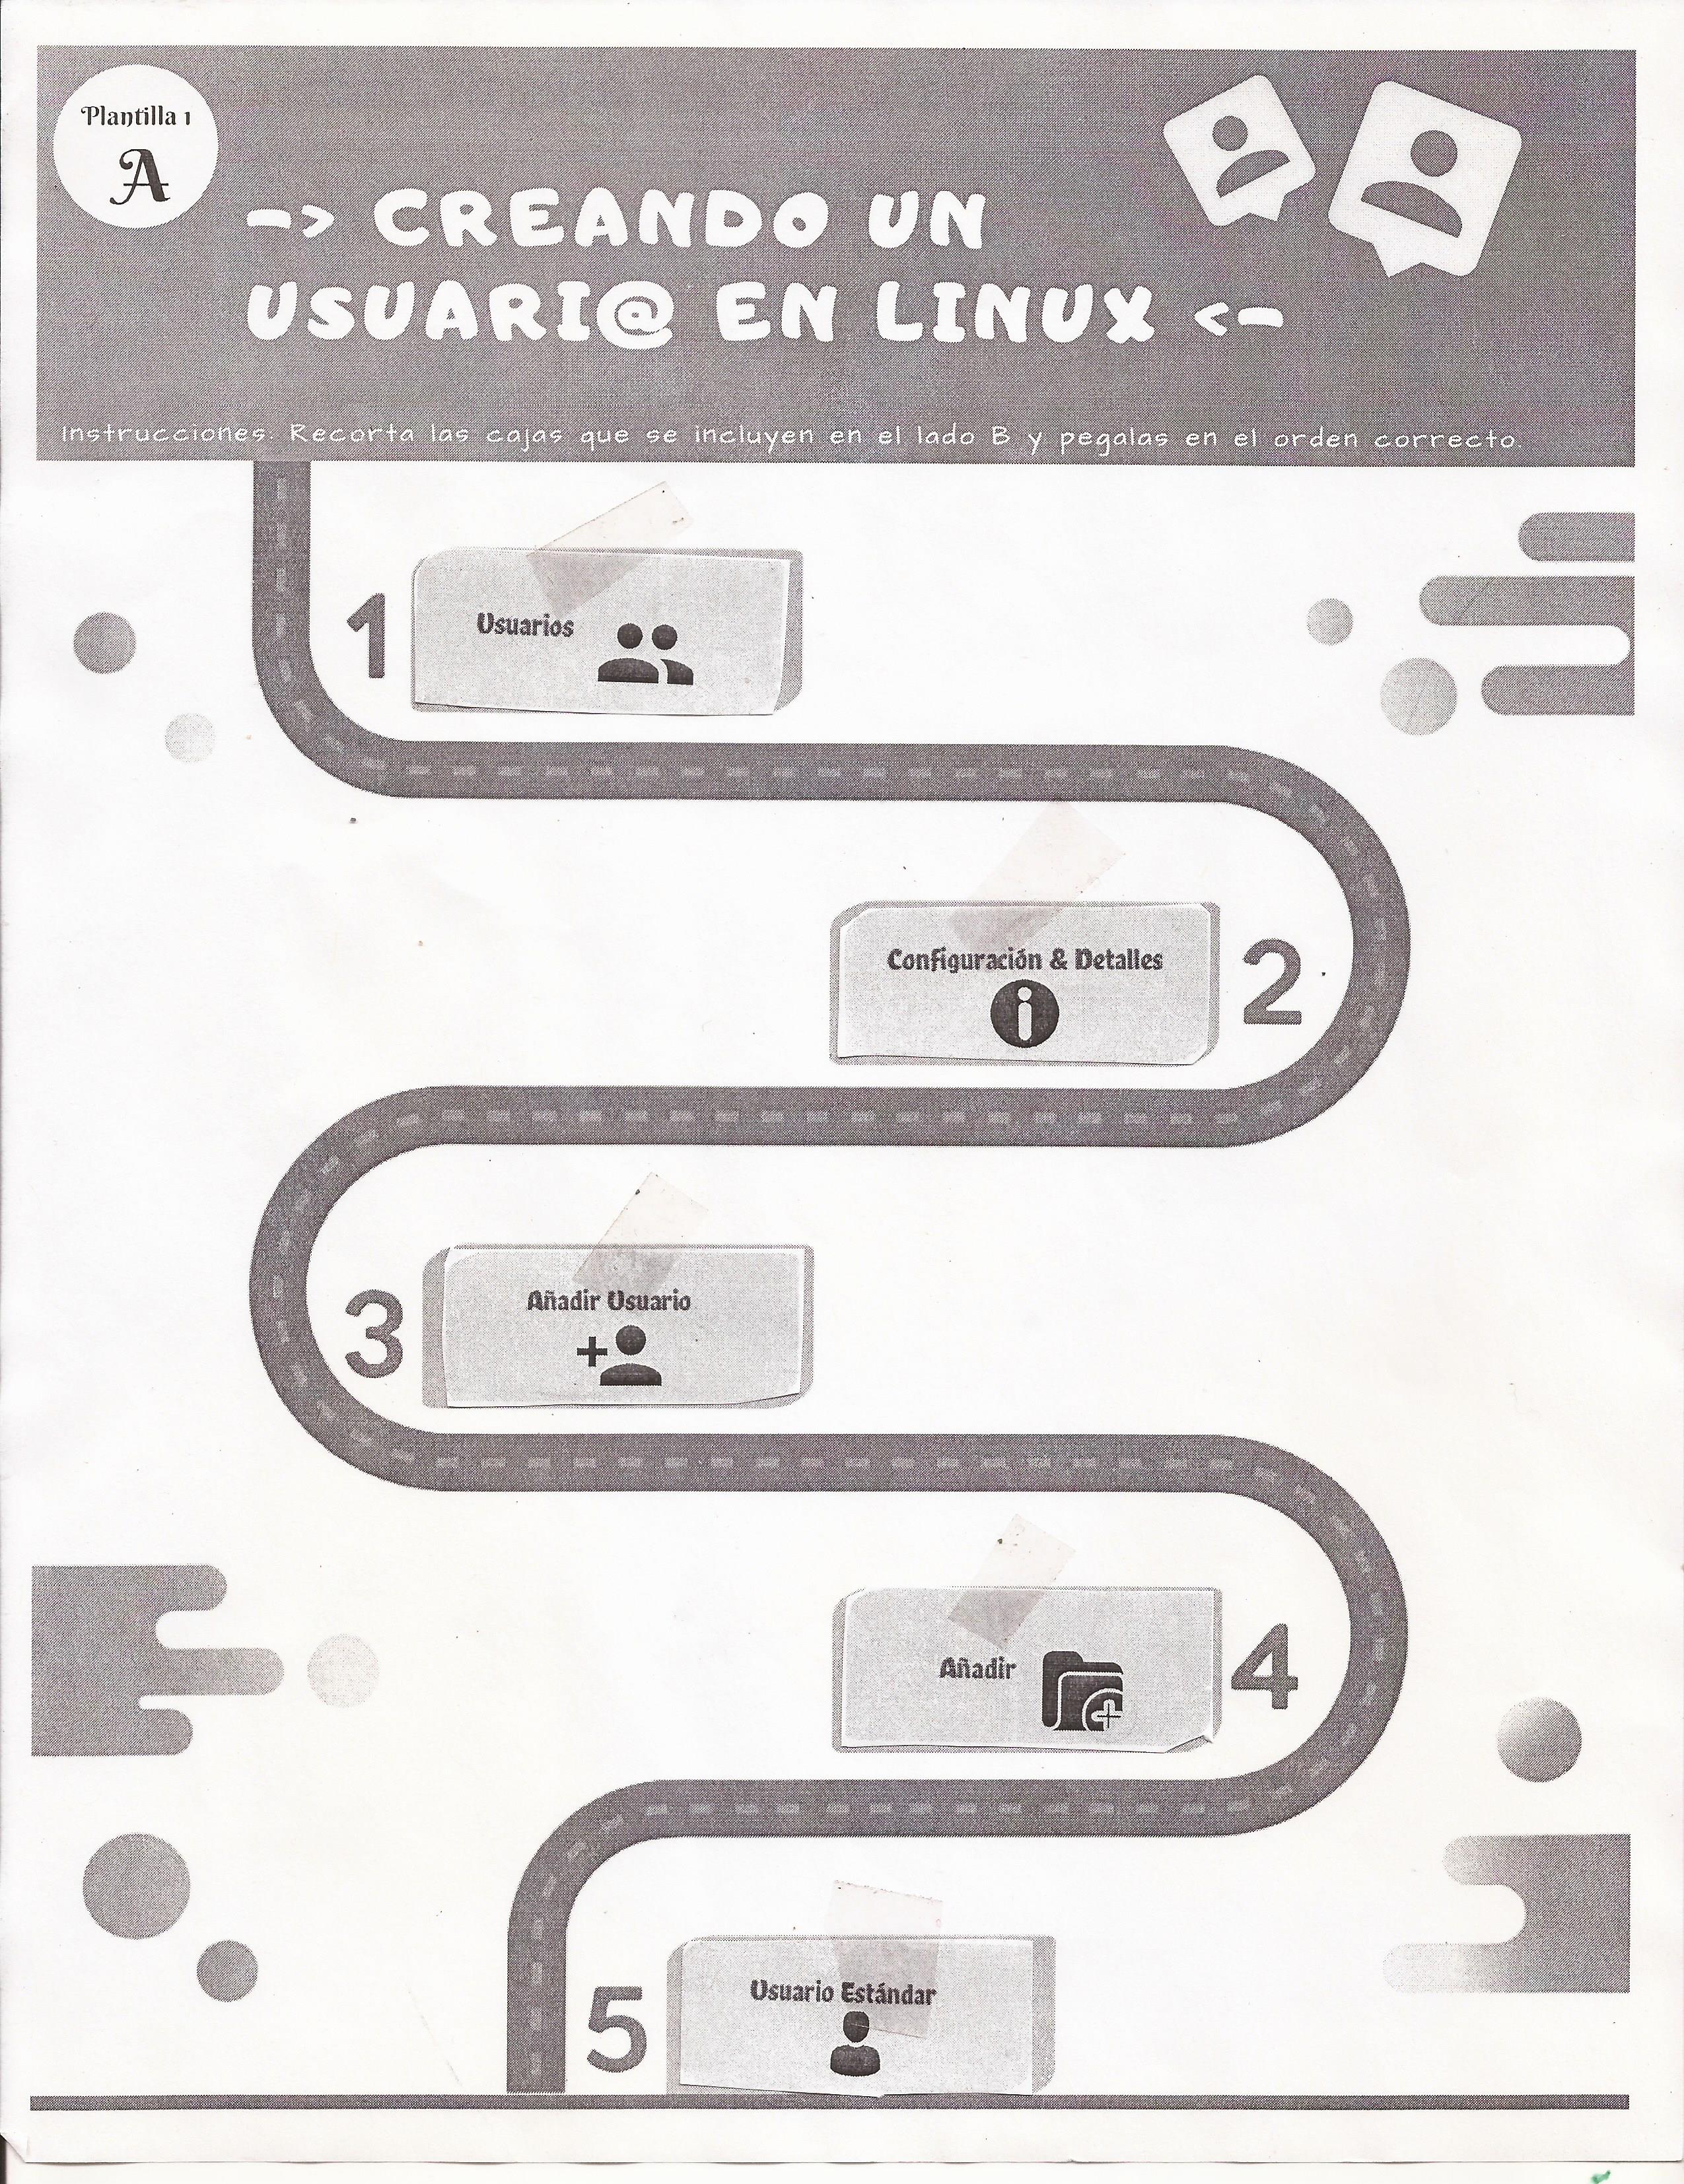 Plantilla 1
A
-> CREANDO UN
USUARI@ EN LINUX <-
Instrucciones: Recorta las cajas que se incluyen en el lado B y pegalas en el orden correcto.
1
Usuarios
Configuración & Detalles
2
3
Añadir Usuario
Añadir
4
5
Usuario Estándar